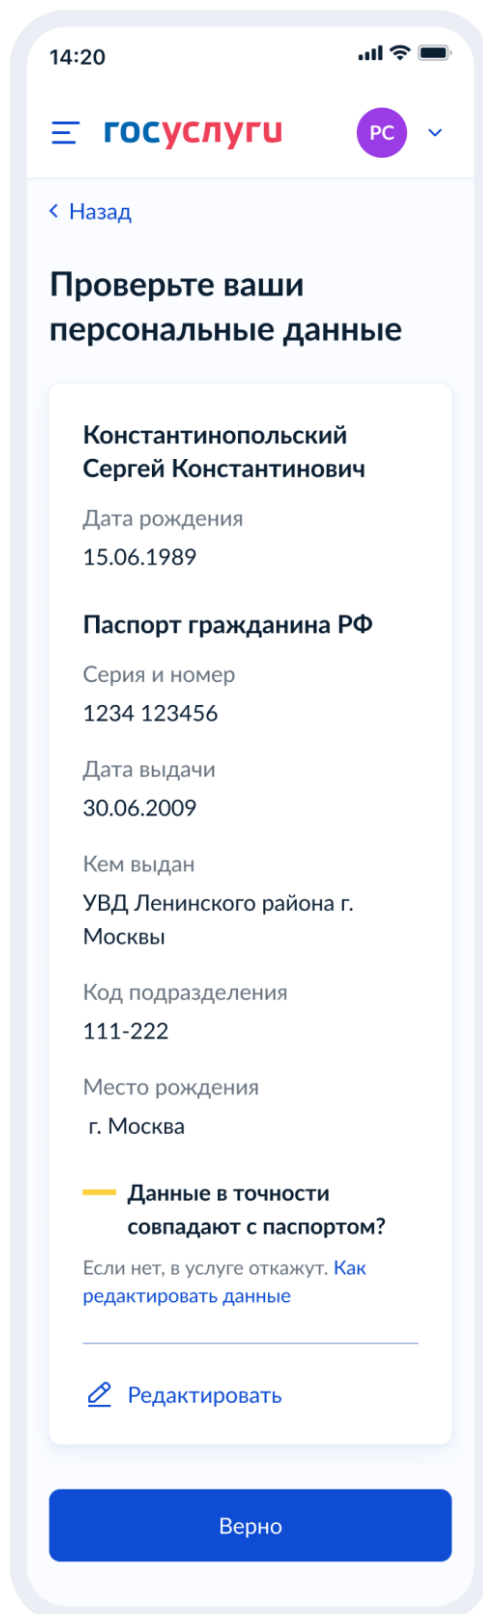 14:20
госуслуги
РС
Назад
Проверьте ваши
персональные данные
Константинопольский
Сергей Константинович
Дата рождения
15.06.1989
Паспорт гражданина РФ
Серия и номер
1234 123456
Дата выдачи
30.06.2009
Кем выдан
УВД Ленинского района г.
Москвы
Код подразделения
111-222
Место рождения
г. Москва
Данные в точности
совпадают с паспортом?
Если нет, в услуге откажут. Как
редактировать данные
Редактировать
Верно